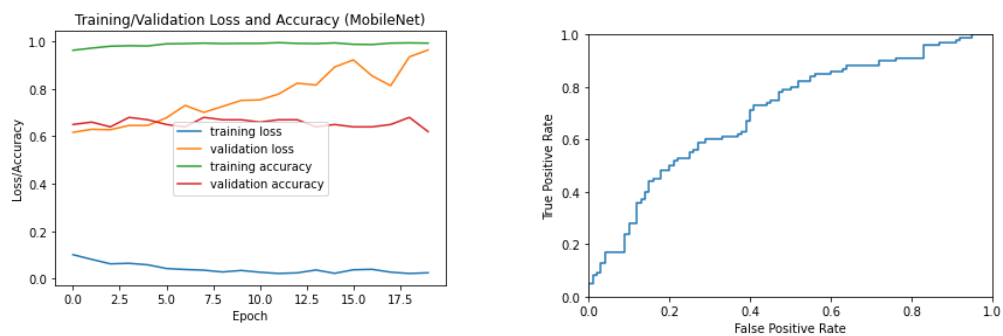 Training/Validation Loss and Accuracy (MobileNet)
1.0
0.8
0.6
0.4
0.2
0.0
Loss/Accuracy
training loss
validation loss
training accuracy
validation accuracy
0.0 2.5 5.0 7.5 10.0 12.5 15.0 17.5
Epoch
1.0
0.8
0.6
0.4
0.2
0.0
True Positive Rate
0.0 0.2 0.4 0.6 0.8 1.0
False Positive Rate